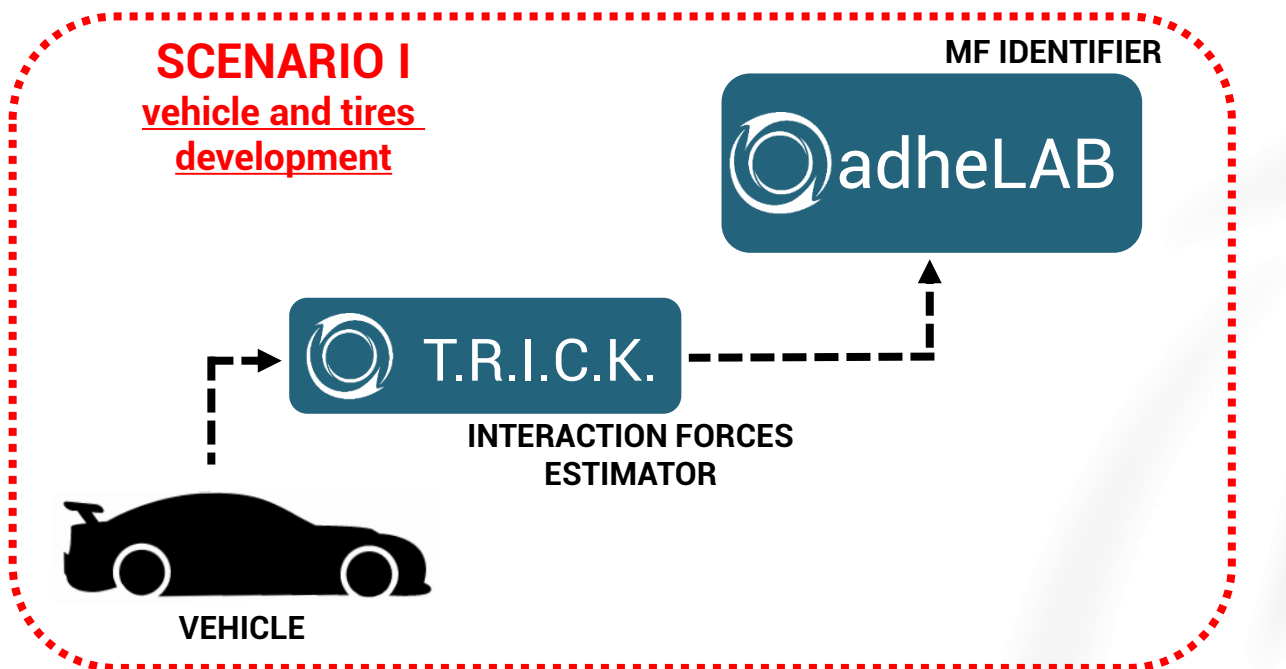 SCENARIO I
vehicle and tires
development
MF IDENTIFIER
adheLAB
T.R.I.C.K.
INTERACTION FORCES
ESTIMATOR
VEHICLE